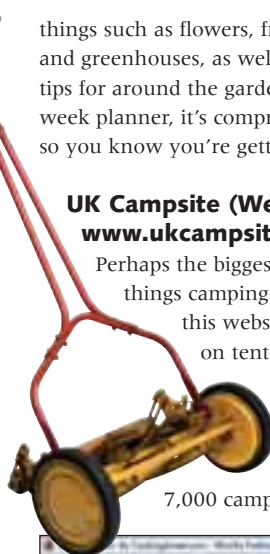 things such as flowers, fr
and greenhouses, as wel
tips for around the garde
week planner, it's compr
so you know you're gett
UK Campsite (We
www.ukcampsit
Perhaps the bigges
things camping
this webs
on tent
7,000 camp